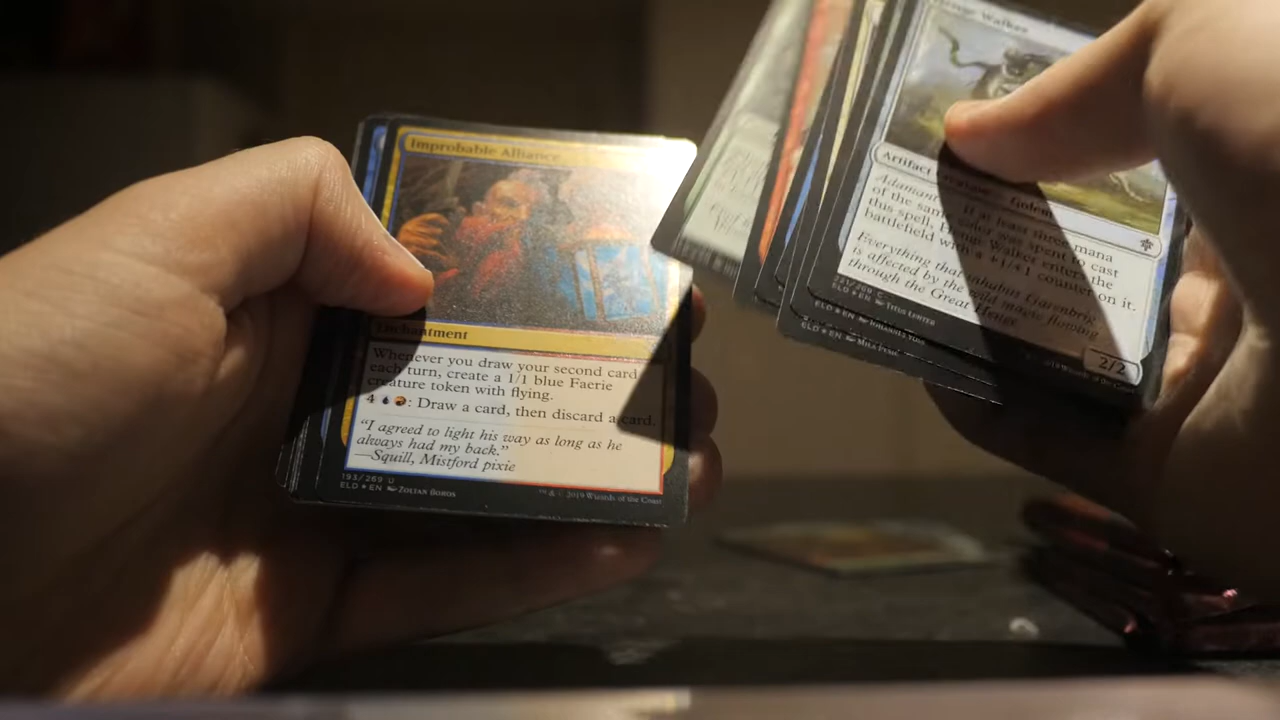 Improbable Alliance
Enchantment
Whenever you draw your second card
each turn, create a 1/1 blue Faerie
creature token with flying.
4 : Draw a card, then discard a card.
"I agreed to light his way as long as he
always had my back."
—Squill, Mistford pixie
193/269 U
ELD • EN Zoltan Boros
™ & © 2019 Wizards of the Coast
Walker
Artifact Creature Golem
Adamant If at least three mana
of the same color was spent to cast
this spell, Henge Walker enters the
battlefield with a +1/+1 counter on it.
Everything that inhabits Garenbrig
is affected by the wild magic flowing
through the Great Henge.
2/2
ELD • EN Titus Lunter
ELD • EN Johannes Voss
ELD • EN